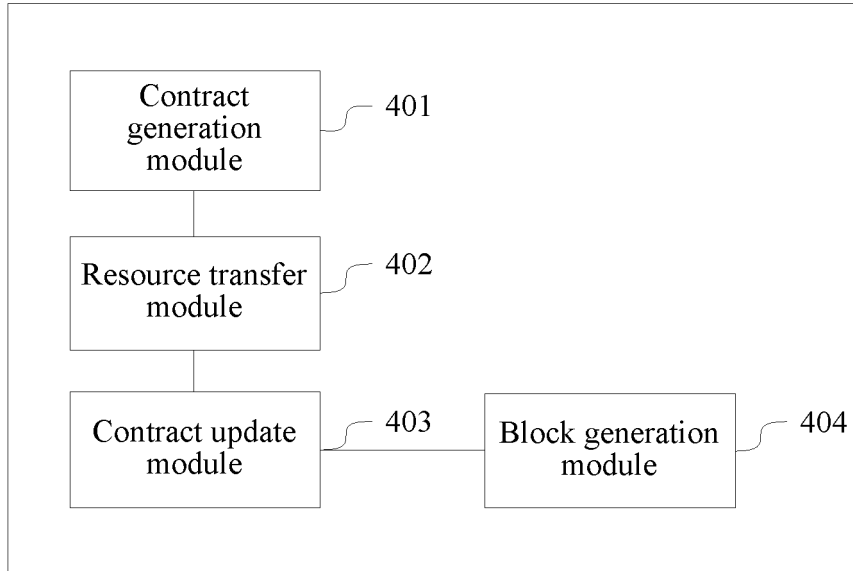 Contract
generation
module
401
Resource transfer
module
402
Contract update
module
403
Block generation
module
404